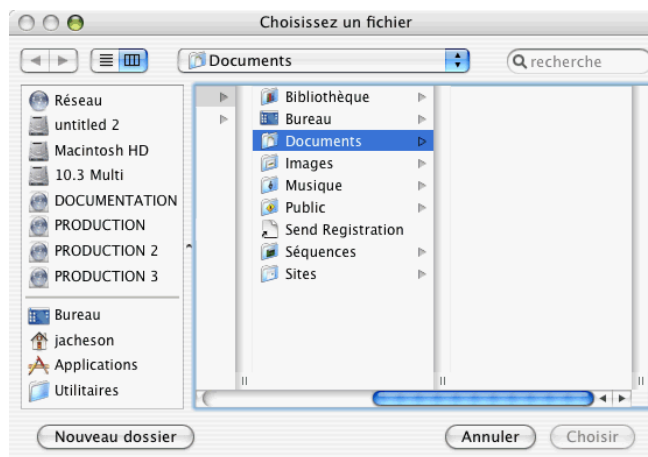 Choisissez un fichier
Documents
recherche
Réseau
untitled 2
Macintosh HD
10.3 Multi
DOCUMENTATION
PRODUCTION
PRODUCTION 2
PRODUCTION 3
Bureau
jacheson
Applications
Utilitaires
Bibliothèque
Bureau
Documents
Images
Musique
Public
Send Registration
Séquences
Sites
Nouveau dossier
Annuler
Choisir